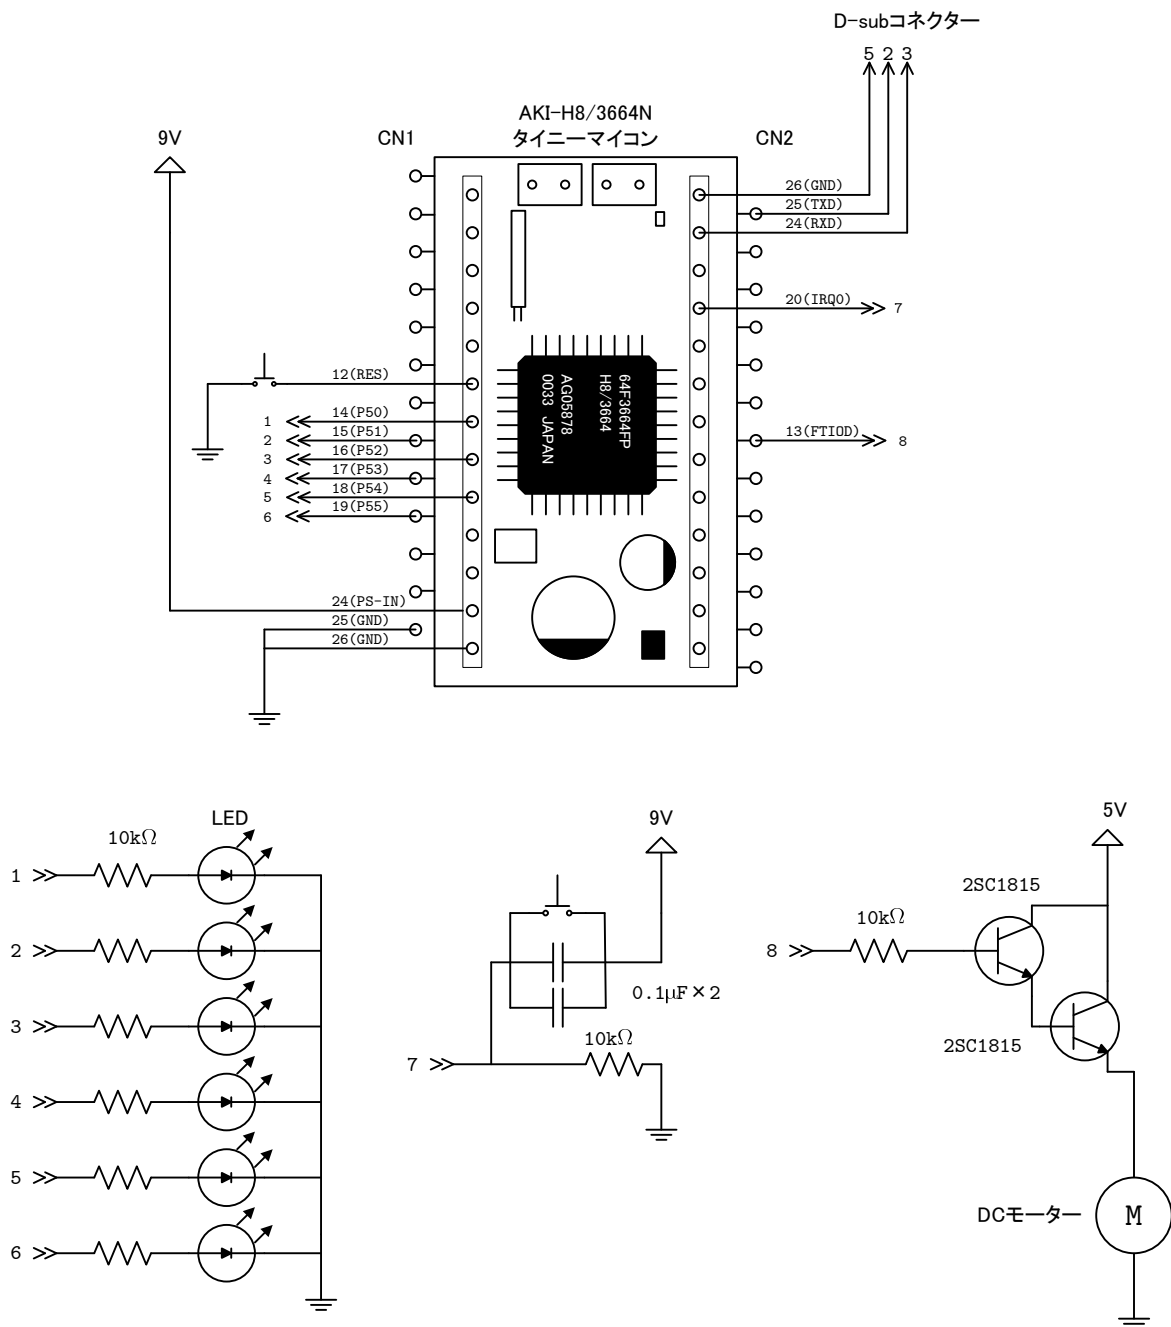 D-subコネクター
5 2 3
AKI-H8/3664N
タイニーマイコン
9V
CN1
CN2
26(GND)
25(TXD)
24(RXD)
20(IRQ0)
7
12(RES)
1
14(P50)
2
15(P51)
3
16(P52)
4
17(P53)
5
18(P54)
6
19(P55)
64F3664FP
H8/3664
AG05878
0033 JAPAN
13(FTIOD)
8
24(PS-IN)
25(GND)
26(GND)
LED
10kΩ
1
2
3
4
5
6
9V
0.1μF×2
10kΩ
7
5V
2SC1815
10kΩ
8
2SC1815
DCモーター
M